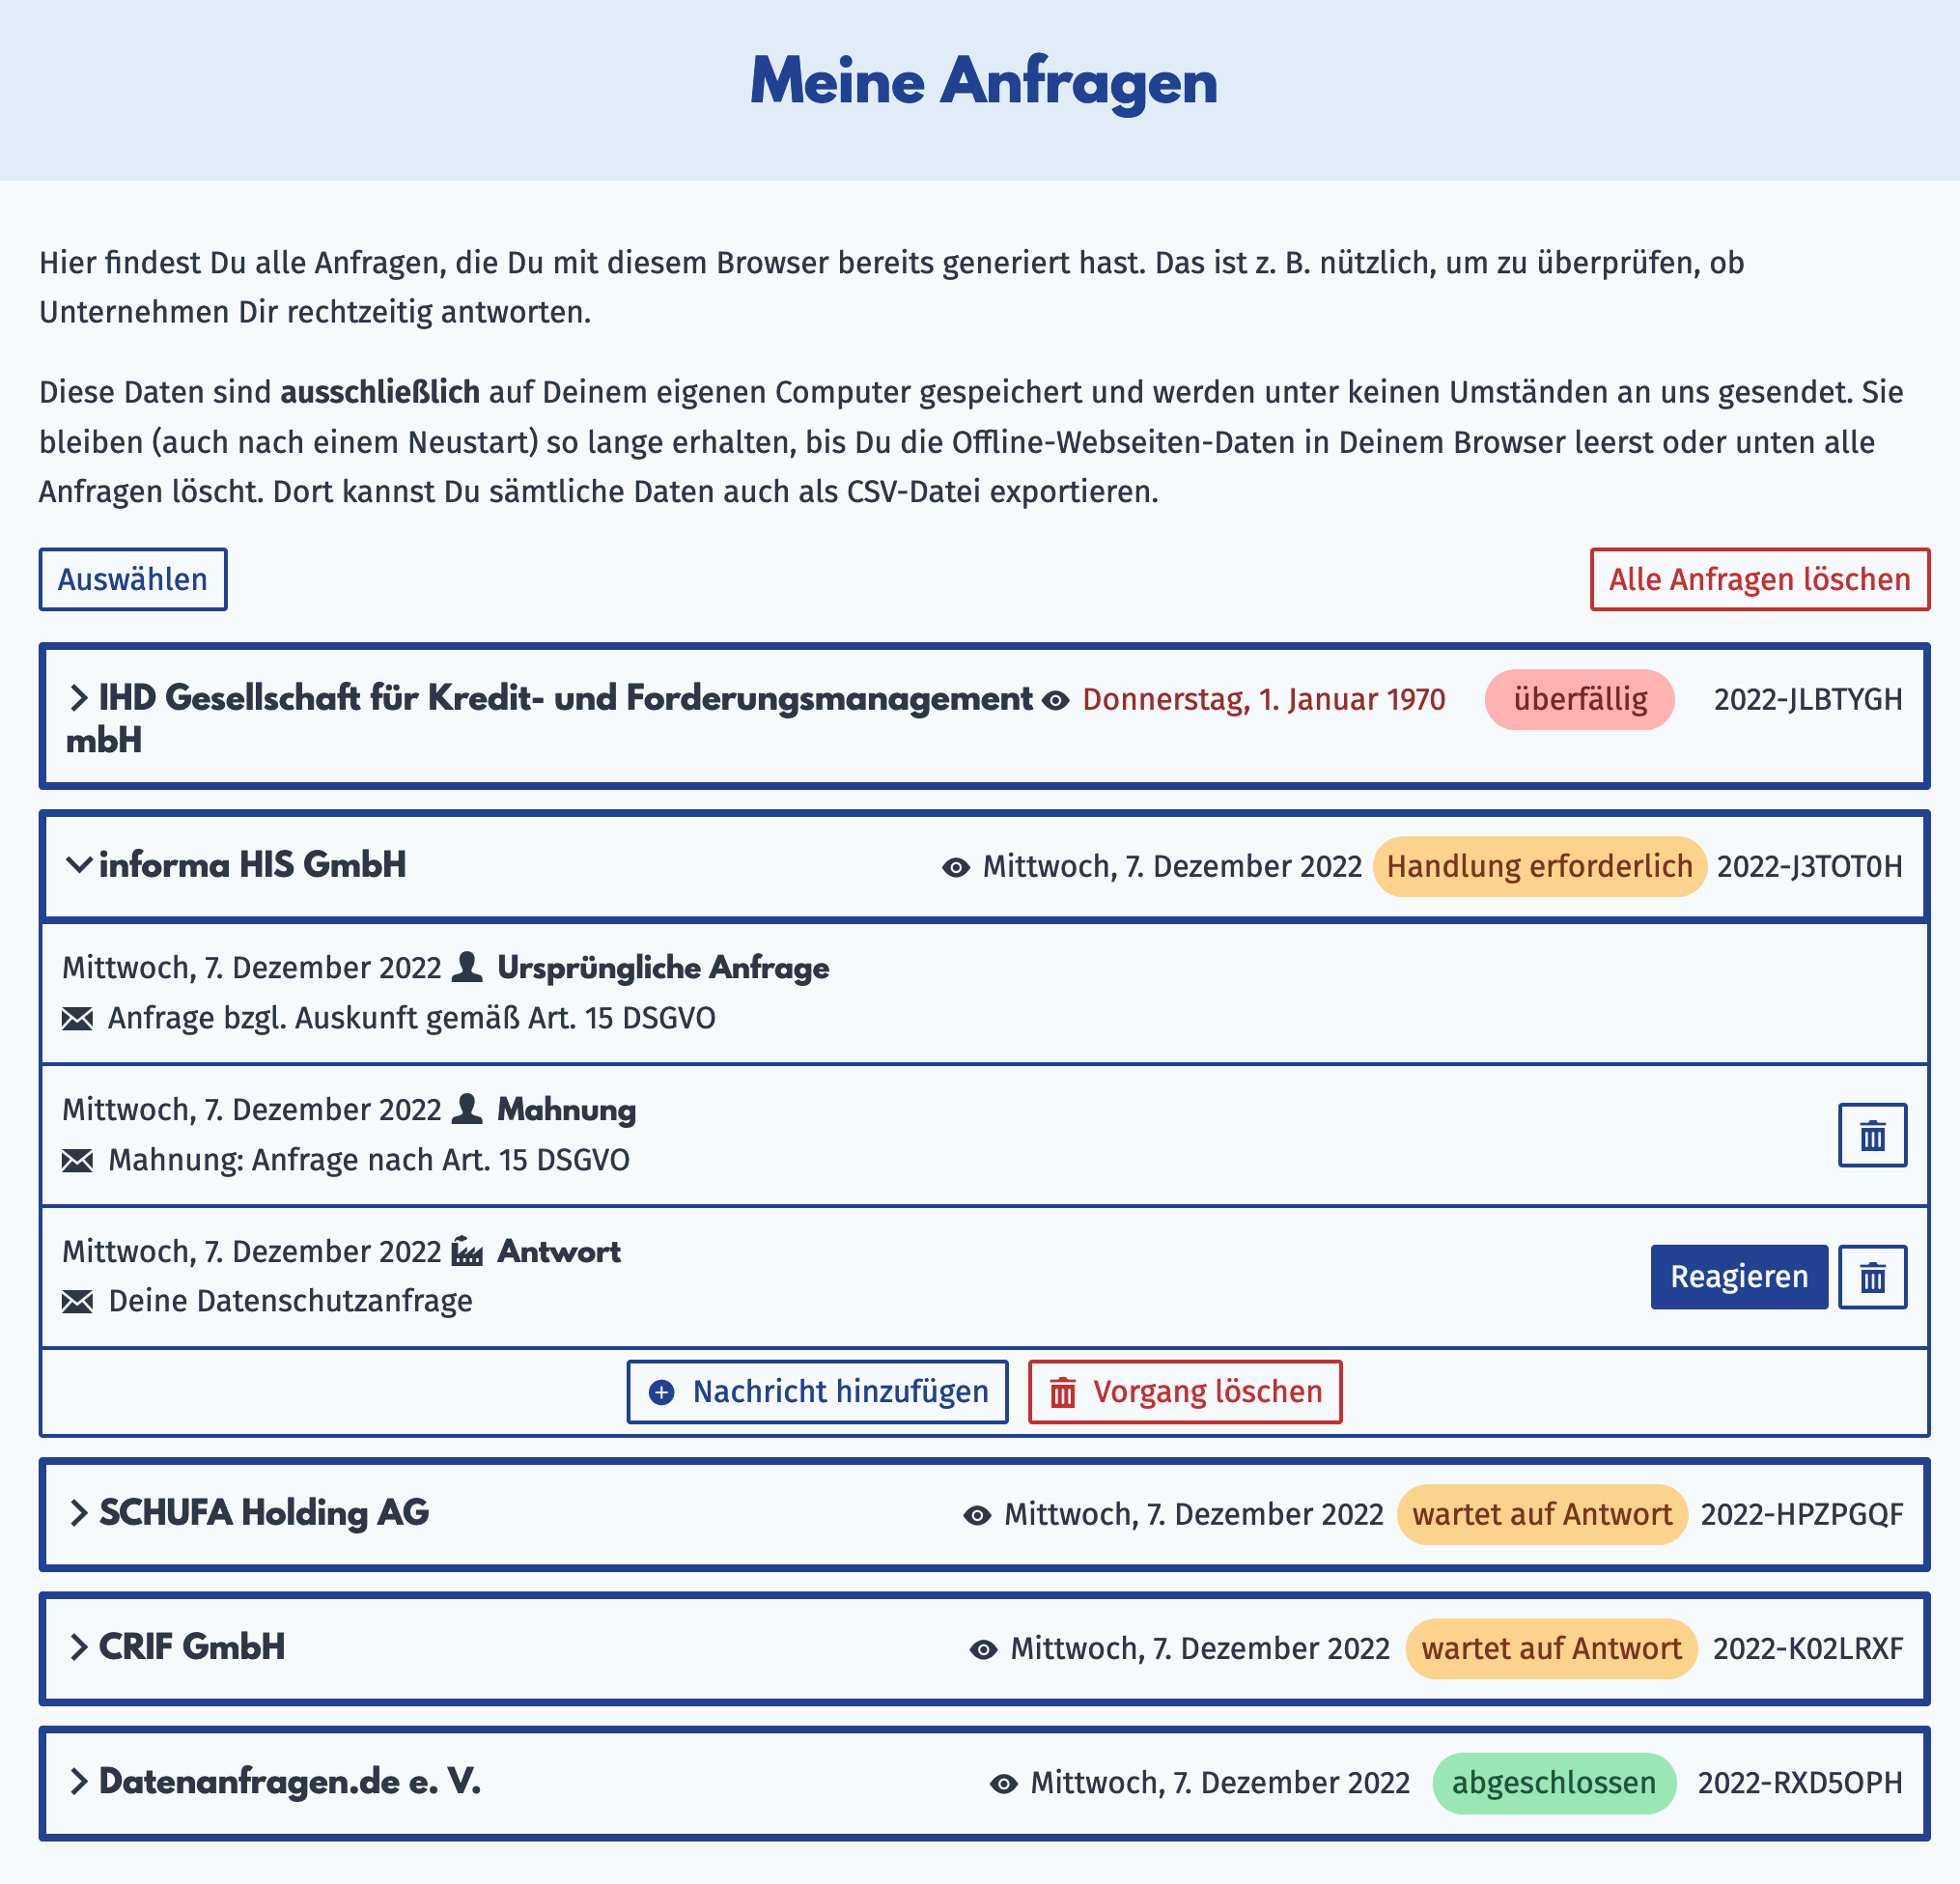 Meine Anfragen
Hier findest Du alle Anfragen, die Du mit diesem Browser bereits generiert hast. Das ist z. B. nützlich, um zu überprüfen, ob
Unternehmen Dir rechtzeitig antworten.
Diese Daten sind ausschließlich auf Deinem eigenen Computer gespeichert und werden unter keinen Umständen an uns gesendet. Sie
bleiben (auch nach einem Neustart) so lange erhalten, bis Du die Offline-Webseiten-Daten in Deinem Browser leerst oder unten alle
Anfragen löscht. Dort kannst Du sämtliche Daten auch als CSV-Datei exportieren.
Auswählen Alle Anfragen löschen
IHD Gesellschaft für Kredit- und Forderungsmanagement Donnerstag, 1. Januar 1970 überfällig 2022-JLBTYGH
mbH
informa HIS GmbH Mittwoch, 7. Dezember 2022 Handlung erforderlich 2022-J3TOT0H
Mittwoch, 7. Dezember 2022 Ursprüngliche Anfrage
Anfrage bzgl. Auskunft gemäß Art. 15 DSGVO
Mittwoch, 7. Dezember 2022 Mahnung
Mahnung: Anfrage nach Art. 15 DSGVO
Mittwoch, 7. Dezember 2022 Antwort
Deine Datenschutzanfrage
Reagieren
Nachricht hinzufügen Vorgang löschen
SCHUFA Holding AG Mittwoch, 7. Dezember 2022 wartet auf Antwort 2022-HPZPGQF
CRIF GmbH Mittwoch, 7. Dezember 2022 wartet auf Antwort 2022-K02LRXF
Datenanfragen.de e. V. Mittwoch, 7. Dezember 2022 abgeschlossen 2022-RXD5OPH